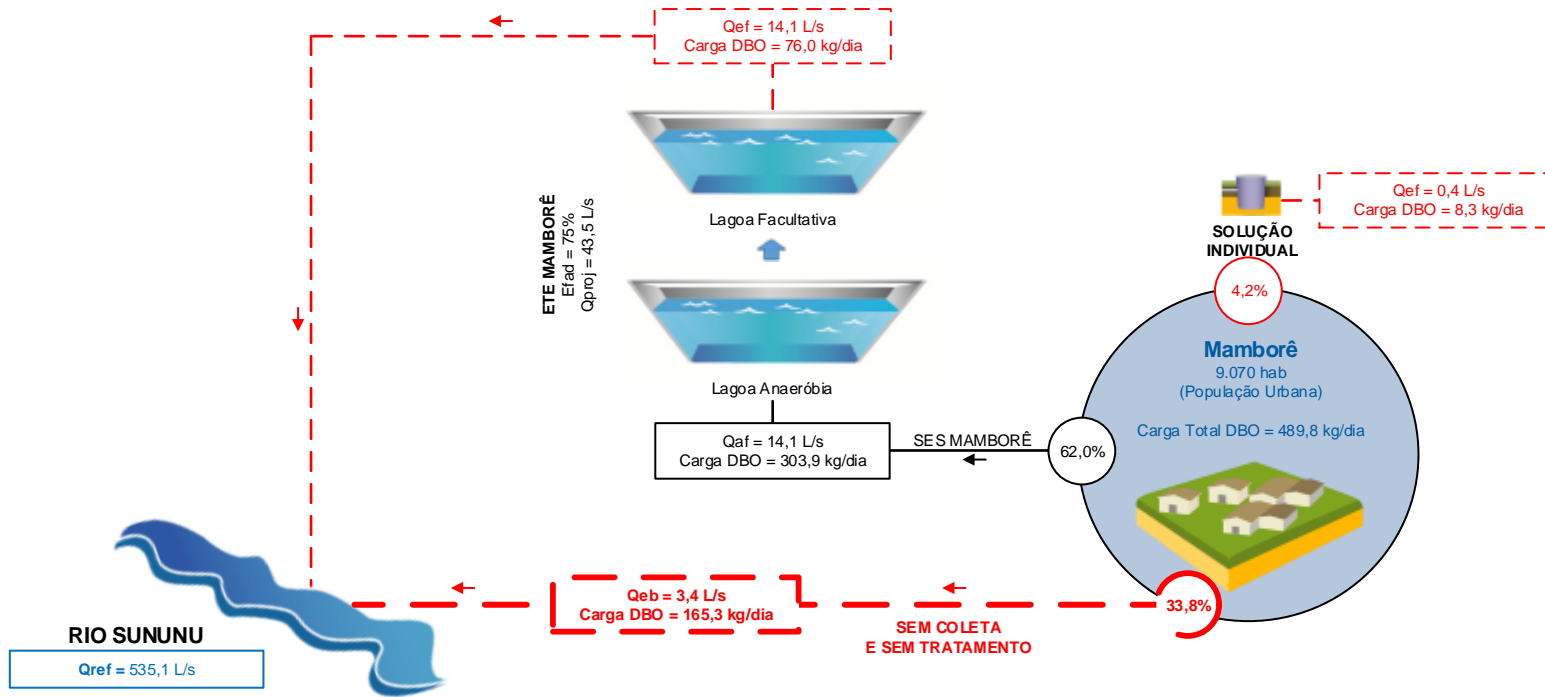 Qef = 14,1 L/s
Carga DBO = 76,0 kg/dia
Lagoa Facultativa
ETE MAMBORÊ
Efad = 75%
Qproj = 43,5 L/s
Lagoa Anaeróbia
Qaf = 14,1 L/s
Carga DBO = 303,9 kg/dia
SES MAMBORÊ
62,0%
Qef = 0,4 L/s
Carga DBO = 8,3 kg/dia
SOLUÇÃO
INDIVIDUAL
4,2%
Mamborê
9.070 hab
(População Urbana)
Carga Total DBO = 489,8 kg/dia
33,8%
Qeb = 3,4 L/s
Carga DBO = 165,3 kg/dia
SEM COLETA
E SEM TRATAMENTO
RIO SUNUNU
Qref = 535,1 L/s